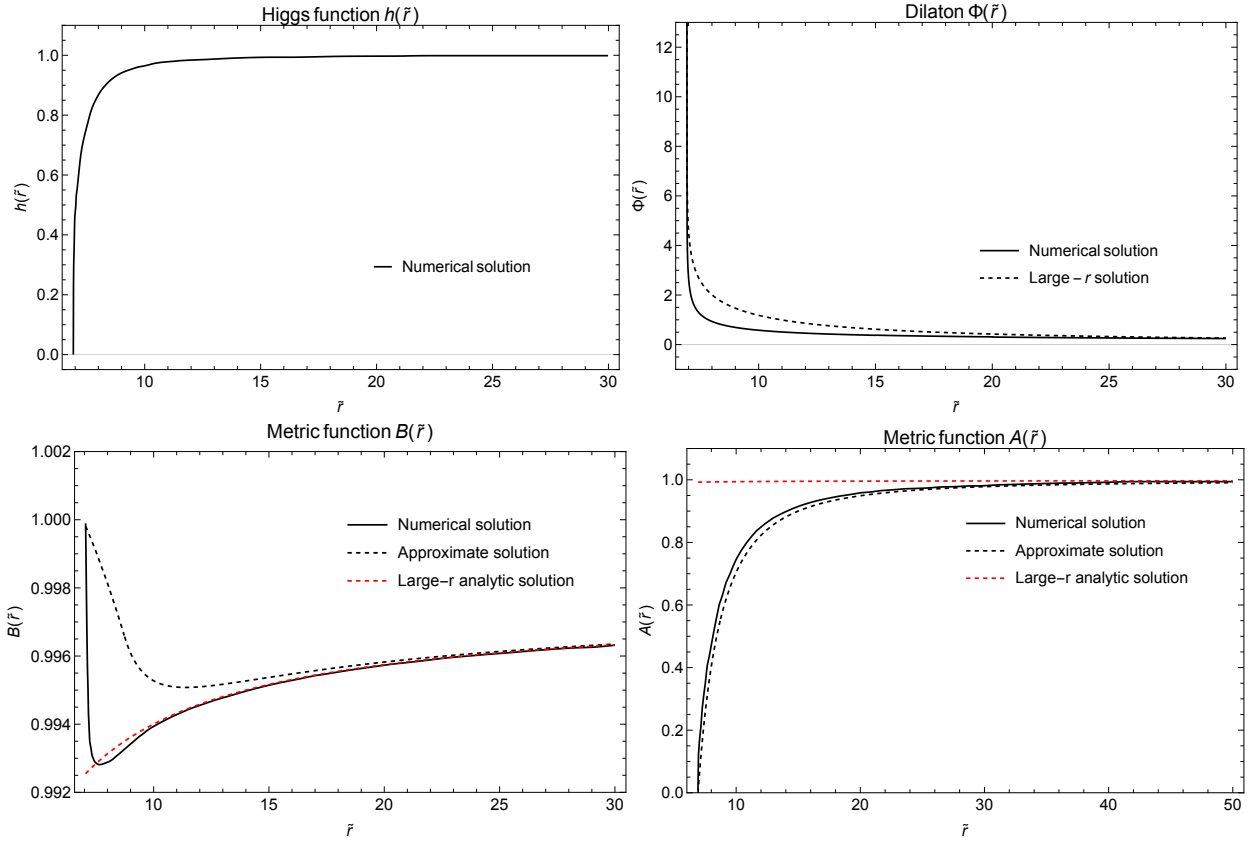 Higgs function h(r̃)
1.0
0.8
0.6
0.4
0.2
0.0
h(r̃)
Numerical solution
10 15 20 25 30
r̃
Dilaton Φ(r̃)
12
10
8
6
4
2
0
Φ(r̃)
Numerical solution
Large – r solution
10 15 20 25 30
r̃
Metric function B(r̃)
1.002
1.000
0.998
0.996
0.994
0.992
B(r̃)
Numerical solution
Approximate solution
Large–r analytic solution
10 15 20 25 30
r̃
Metric function A(r̃)
1.0
0.8
0.6
0.4
0.2
0.0
A(r̃)
Numerical solution
Approximate solution
Large–r analytic solution
10 20 30 40 50
r̃